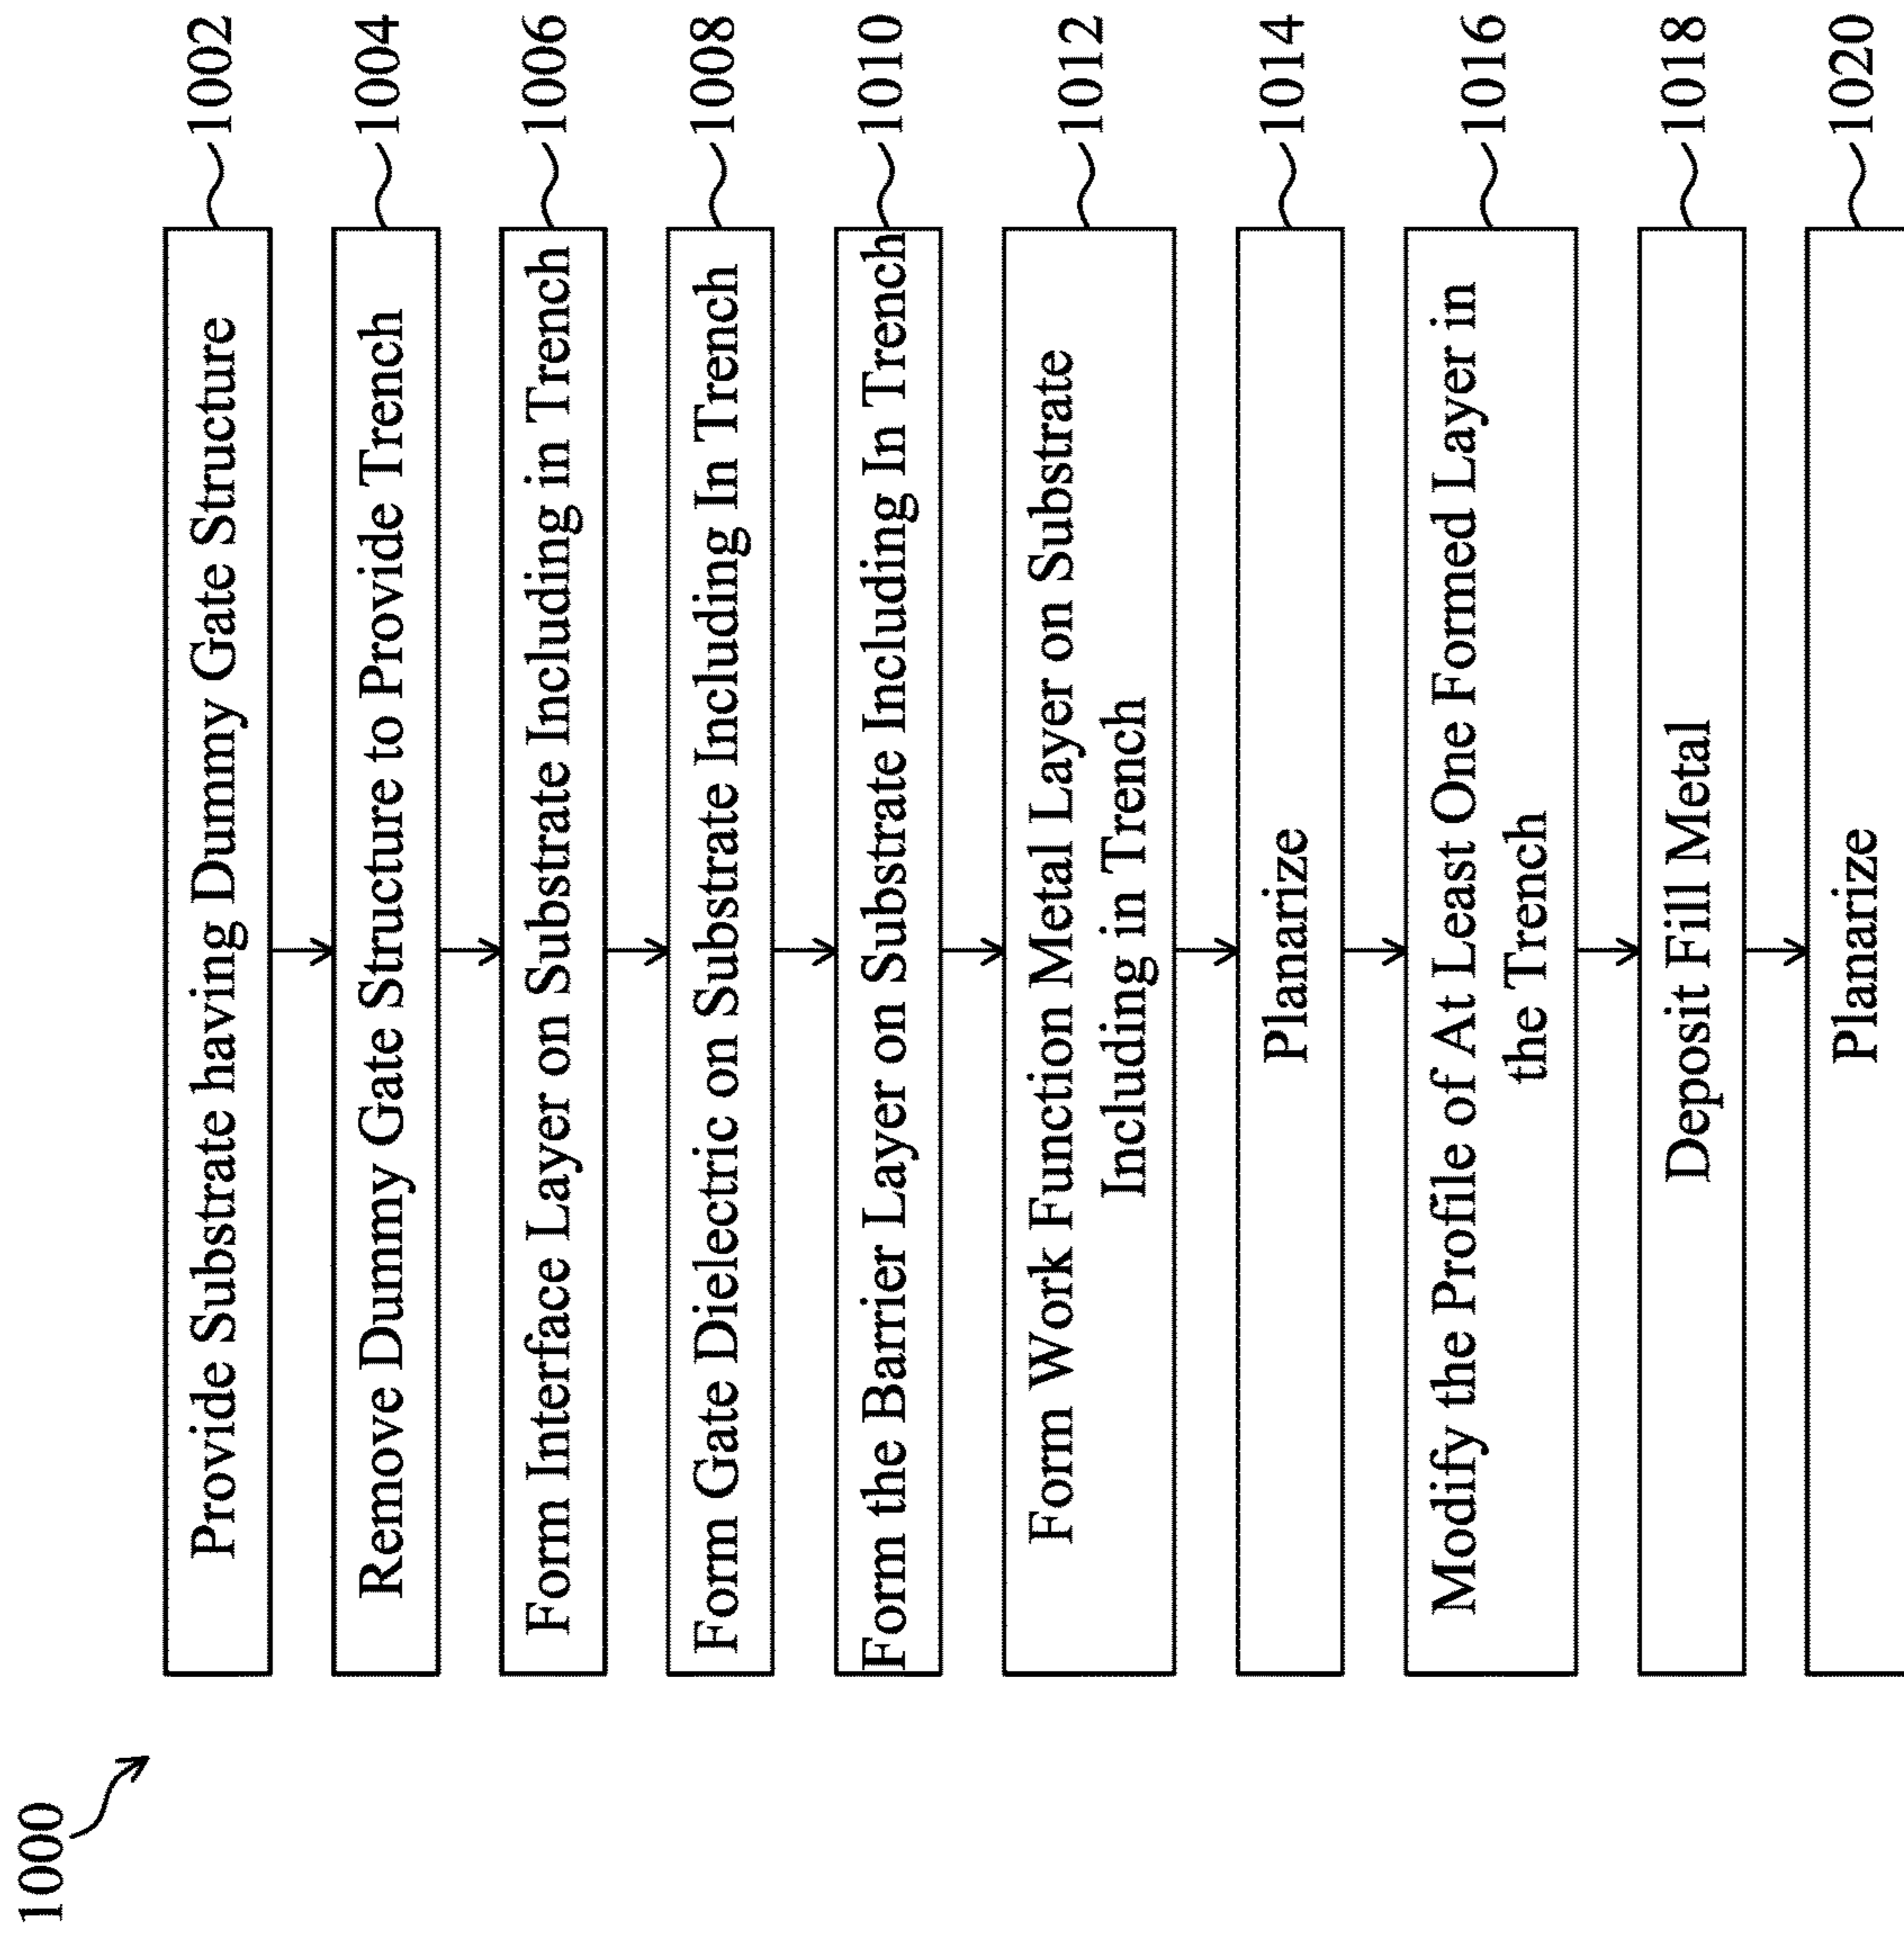 1000
Provide Substrate having Dummy Gate Structure
1002
Remove Dummy Gate Structure to Provide Trench
1004
Form Interface Layer on Substrate Including in Trench
1006
Form Gate Dielectric on Substrate Including In Trench
1008
Form the Barrier Layer on Substrate Including In Trench
1010
Form Work Function Metal Layer on Substrate
Including in Trench
1012
Planarize
1014
Modify the Profile of At Least One Formed Layer in
the Trench
1016
Deposit Fill Metal
1018
Planarize
1020